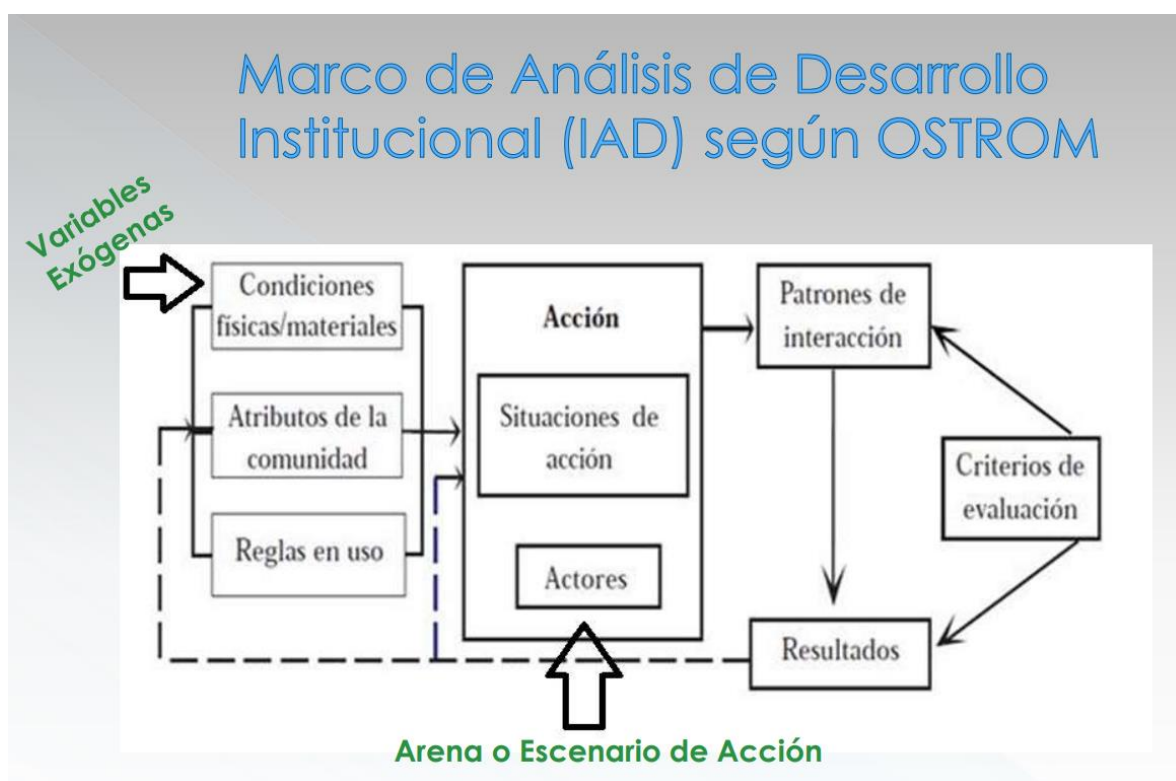 Marco de Análisis de Desarrollo
Institucional (IAD) según OSTROM
Variables
Exógenas
Condiciones
físicas/materiales
Atributos de la
comunidad
Reglas en uso
Acción
Situaciones de
acción
Actores
Patrones de
interacción
Criterios de
evaluación
Resultados
Arena o Escenario de Acción